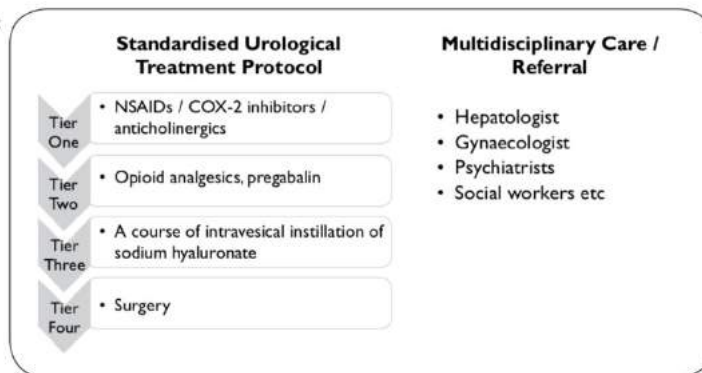 Standardised Urological
Treatment Protocol
Tier
One
• NSAIDs / COX-2 inhibitors /
anticholinergics
Tier
Two
• Opioid analgesics, pregabalin
Tier
Three
• A course of intravesical instillation of
sodium hyaluronate
Tier
Four
• Surgery
Multidisciplinary Care /
Referral
• Hepatologist
• Gynaecologist
• Psychiatrists
• Social workers etc